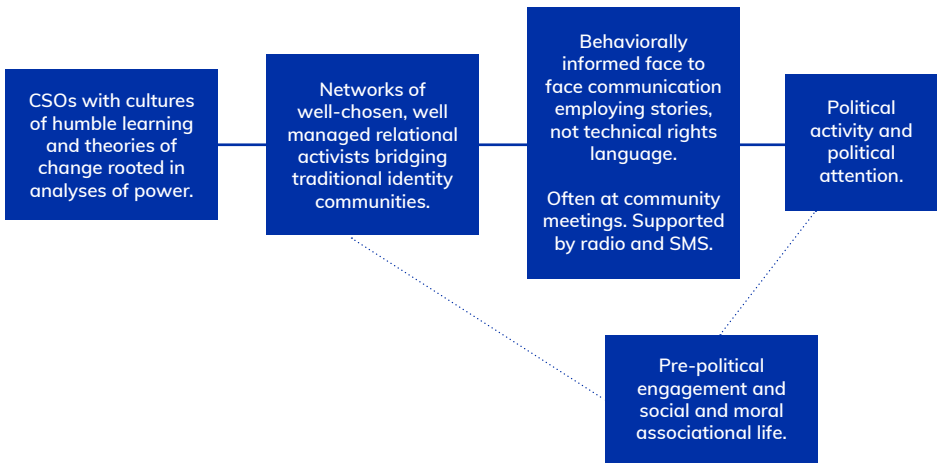 CSOs with cultures
of humble learning
and theories of
change rooted in
analyses of power.
Networks of
well-chosen, well
managed relational
activists bridging
traditional identity
communities.
Behaviorally
informed face to
face communication
employing stories,
not technical rights
language.
Often at community
meetings. Supported
by radio and SMS.
Political
activity and
political
attention.
Pre-political
engagement and
social and moral
associational life.